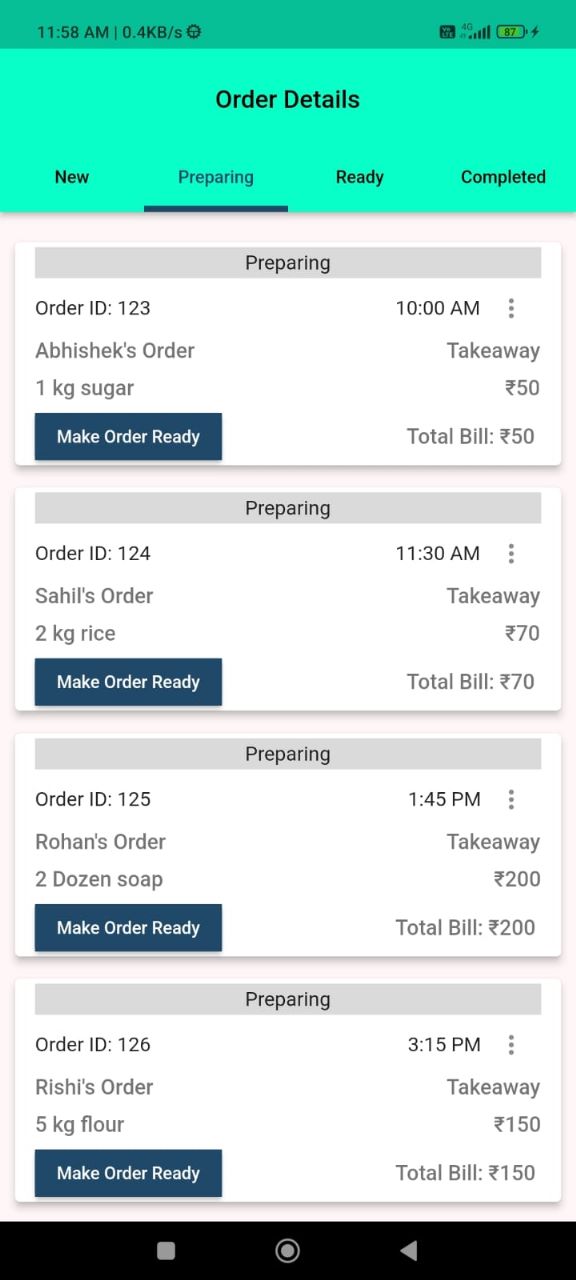 11:58 AM | 0.4KB/s 4G 87
Order Details
New Preparing Ready Completed
Preparing
Order ID: 123 10:00 AM
Abhishek's Order Takeaway
1 kg sugar ₹50
Make Order Ready Total Bill: ₹50
Preparing
Order ID: 124 11:30 AM
Sahil's Order Takeaway
2 kg rice ₹70
Make Order Ready Total Bill: ₹70
Preparing
Order ID: 125 1:45 PM
Rohan's Order Takeaway
2 Dozen soap ₹200
Make Order Ready Total Bill: ₹200
Preparing
Order ID: 126 3:15 PM
Rishi's Order Takeaway
5 kg flour ₹150
Make Order Ready Total Bill: ₹150